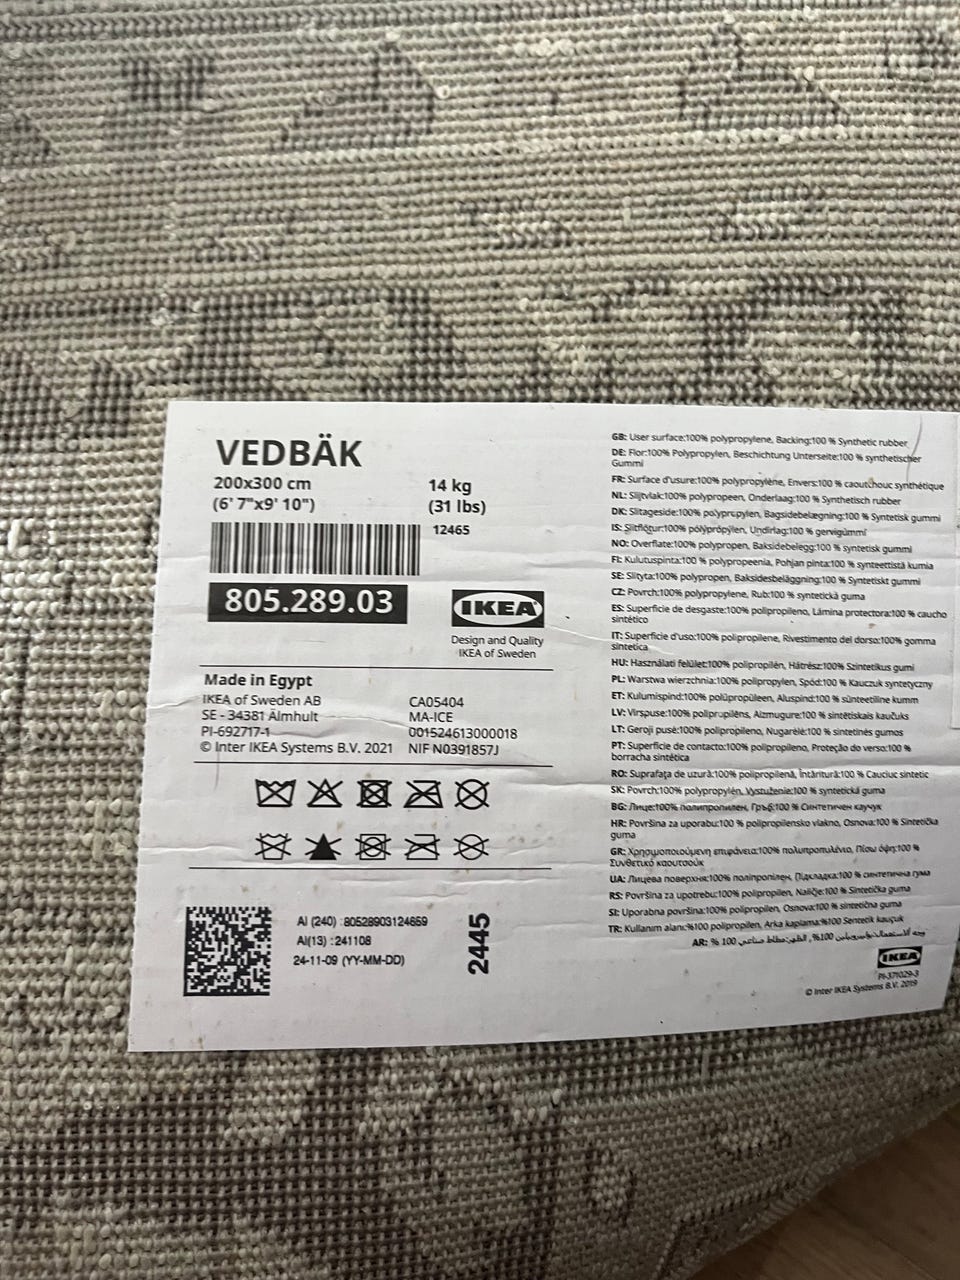 VEDBÄK
200x300 cm
(6' 7"x9' 10")
14 kg
(31 lbs)
12465
805.289.03
IKEA
Design and Quality
IKEA of Sweden
Made in Egypt
IKEA of Sweden AB
SE - 34381 Älmhult
PI-692717-1
© Inter IKEA Systems B.V. 2021
CA05404
MA-ICE
001524613000018
NIF N0391857J
AI (240) :80528903124659
AI(13) :241108
24-11-09 (YY-MM-DD)
2445
GB: User surface:100% polypropylene, Backing:100 % Synthetic rubber
DE: Flor:100% Polypropylen, Beschichtung Unterseite:100 % synthetischer
Gummi
FR: Surface d'usure:100% polypropylène, Envers:100 % caoutchouc synthétique
NL: Slijtvlak:100% polypropeen, Onderlaag:100 % Synthetisch rubber
DK: Slitageside:100% polypropylen, Bagsidebelægning:100 % Syntetisk gummi
IS: Slitflötur:100% pólýprópýlen, Undirlag:100 % gervigúmmí
NO: Overflate:100% polypropen, Baksidebelegg:100 % syntetisk gummi
FI: Kulutuspinta:100 % polypropeenia, Pohjan pinta:100 % synteettistä kumia
SE: Slityta:100% polypropen, Baksidesbeläggning:100 % Syntetiskt gummi
CZ: Povrch:100% polypropylene, Rub:100 % syntetická guma
ES: Superficie de desgaste:100% polipropileno, Lámina protectora:100 % caucho
sintético
IT: Superficie d'uso:100% polipropilene, Rivestimento del dorso:100% gomma
sintetica
HU: Használati felület:100% polipropilén, Hátrész:100% Szintetikus gumi
PL: Warstwa wierzchnia:100% polipropylen, Spód:100 % Kauczuk syntetyczny
ET: Kulumispind:100% polüpropüleen, Aluspind:100 % sünteetiline kumm
LV: Virspuse:100% polipropilēns, Aizmugure:100 % sintētiskais kaučuks
LT: Geroji pusė:100% polipropileno, Nugarėlė:100 % sintetinės gumos
PT: Superfície de contacto:100% polipropileno, Proteção do verso:100 %
borracha sintética
RO: Suprafaţa de uzură:100% polipropilenă, Întăritură:100 % Cauciuc sintetic
SK: Povrch:100% polypropylén, Vystuženie:100 % syntetická guma
BG: Лице:100% полипропилен, Гръб:100 % Синтетичен каучук
HR: Površina za uporabu:100 % polipropilensko vlakno, Osnova:100 % Sintetička
guma
GR: Χρησιμοποιούμενη επιφάνεια:100% πολυπροπυλένιο, Πίσω όψη:100 %
Συνθετικό καουτσούκ
UA: Лицева поверхня:100% поліпропілен, Підкладка:100 % синтетична гума
RS: Površina za upotrebu:100% polipropilen, Naličje:100 % Sintetička guma
SI: Uporabna površina:100% polipropilen, Osnova:100 % sintetična guma
TR: Kullanım alanı:%100 polipropilen, Arka kaplama:%100 Sentetik kauçuk
AR: وجه الاستعمال:بوليبروبيلين 100%, الظهر:مطاط صناعي 100 %
IKEA
PI-371029-3
© Inter IKEA Systems B.V. 2019